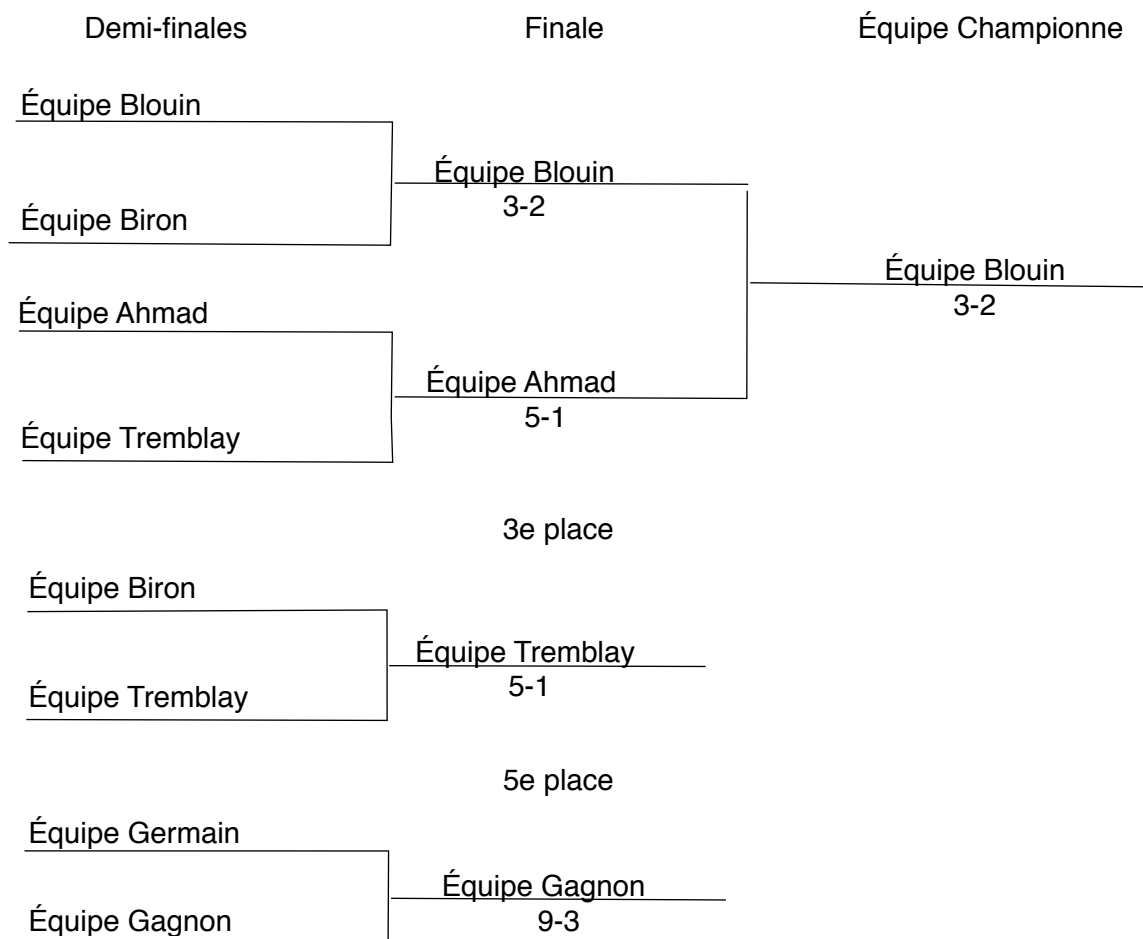 Demi-finales Finale Équipe Championne
Équipe Blouin
Équipe Blouin
3-2
Équipe Biron
Équipe Blouin
3-2
Équipe Ahmad
Équipe Ahmad
5-1
Équipe Tremblay
3e place
Équipe Biron
Équipe Tremblay
5-1
Équipe Tremblay
5e place
Équipe Germain
Équipe Gagnon
9-3
Équipe Gagnon